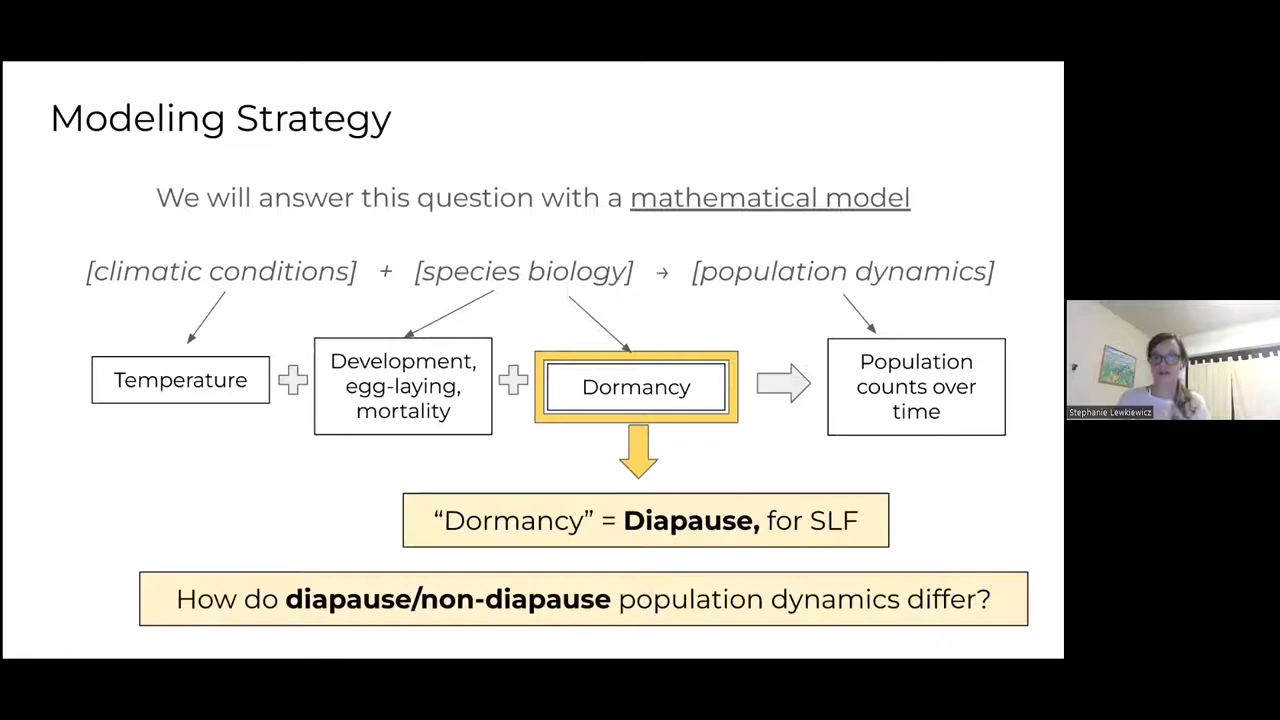 Modeling Strategy
We will answer this question with a mathematical model
[climatic conditions] + [species biology] → [population dynamics]
Temperature
Development,
egg-laying,
mortality
Dormancy
Population
counts over
time
“Dormancy” = Diapause, for SLF
How do diapause/non-diapause population dynamics differ?
Stephanie Lewkiewicz